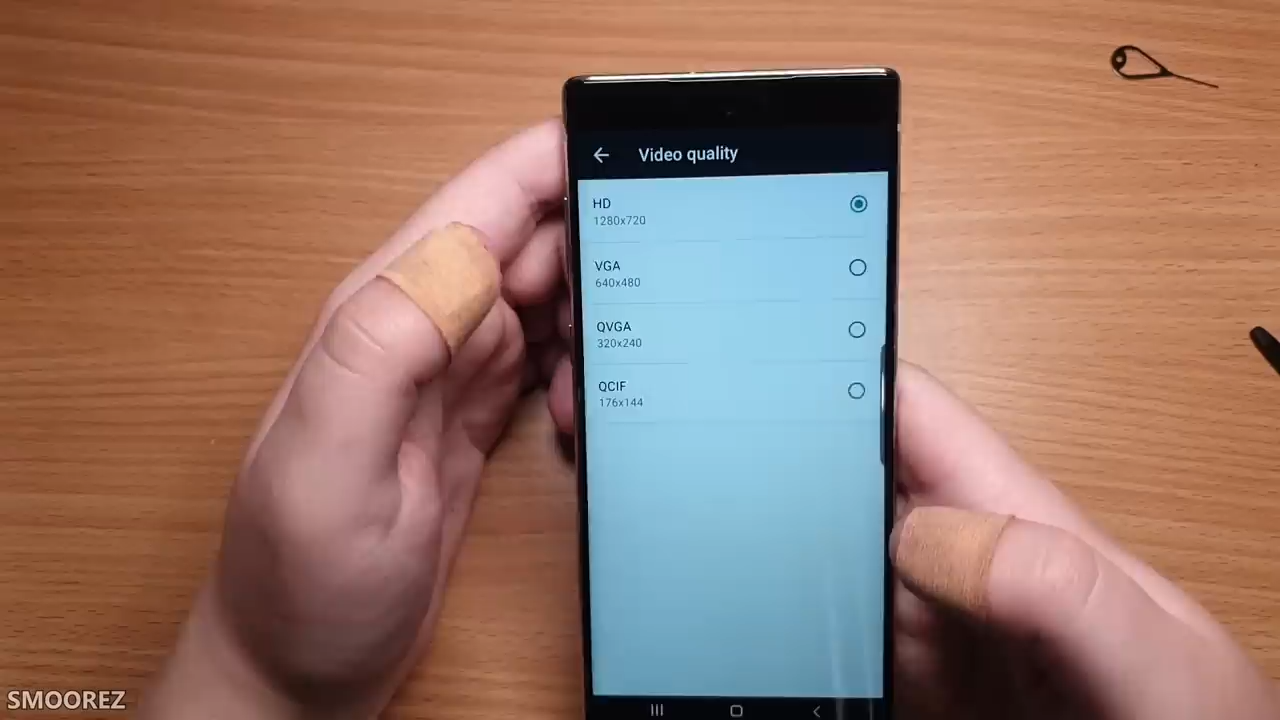 Video quality
HD
1280x720
VGA
640x480
QVGA
320x240
QCIF
176x144
SMOOREZ